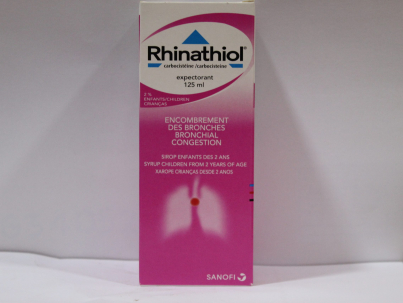 Rhinathiol®
carbocistéine/carbocisteine
expectorant
125 ml
2%
ENFANTS/CHILDREN
CRIANÇAS
ENCOMBREMENT
DES BRONCHES
BRONCHIAL
CONGESTION
SIROP ENFANTS DES 2 ANS
SYRUP CHILDREN FROM 2 YEARS OF AGE
XAROPE CRIANÇAS DESDE 2 ANOS
SANOFI